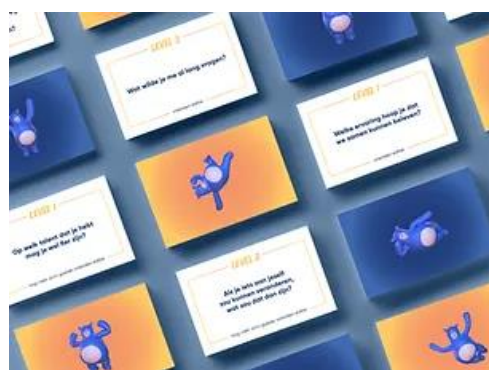 LEVEL 3
Wat wilde je me al lang vragen?
LEVEL 1
Welke ervaring hoop je dat
we samen kunnen beleven?
LEVEL 1
Op welk talent dat je hebt
mag je wel fier zijn?
LEVEL 2
Als je iets aan jezelf
zou kunnen veranderen,
wat zou dat dan zijn?